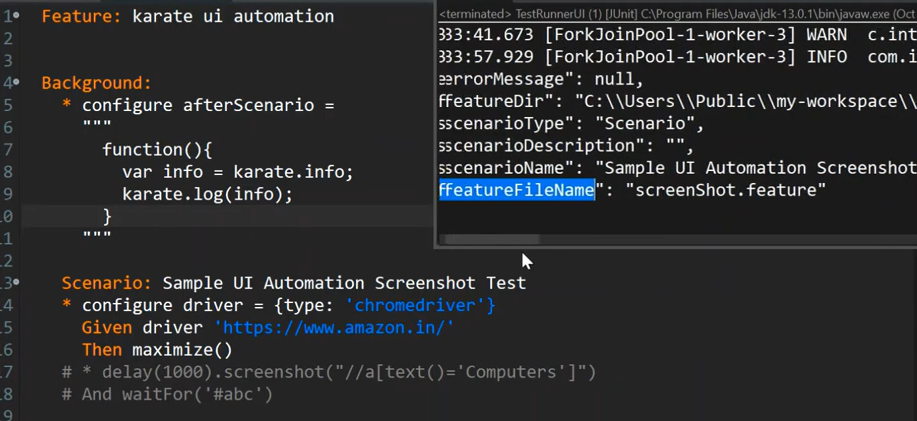 1 Feature: karate ui automation
2
3
4 Background:
5 * configure afterScenario =
6 """
7 function(){
8 var info = karate.info;
9 karate.log(info);
10 }
11 """
12
13 Scenario: Sample UI Automation Screenshot Test
14 * configure driver = {type: 'chromedriver'}
15 Given driver 'https://www.amazon.in/'
16 Then maximize()
17 # * delay(1000).screenshot("//a[text()='Computers']")
18 # And waitFor('#abc')
9
<terminated> TestRunnerUI (1) [JUnit] C:\Program Files\Java\jdk-13.0.1\bin\javaw.exe (Oct
33:41.673 [ForkJoinPool-1-worker-3] WARN c.int
33:57.929 [ForkJoinPool-1-worker-3] INFO com.i
errorMessage": null,
featureDir": "C:\\Users\\Public\\my-workspace\\
scenarioType": "Scenario",
scenarioDescription": "",
scenarioName": "Sample UI Automation Screenshot
featureFileName": "screenShot.feature"